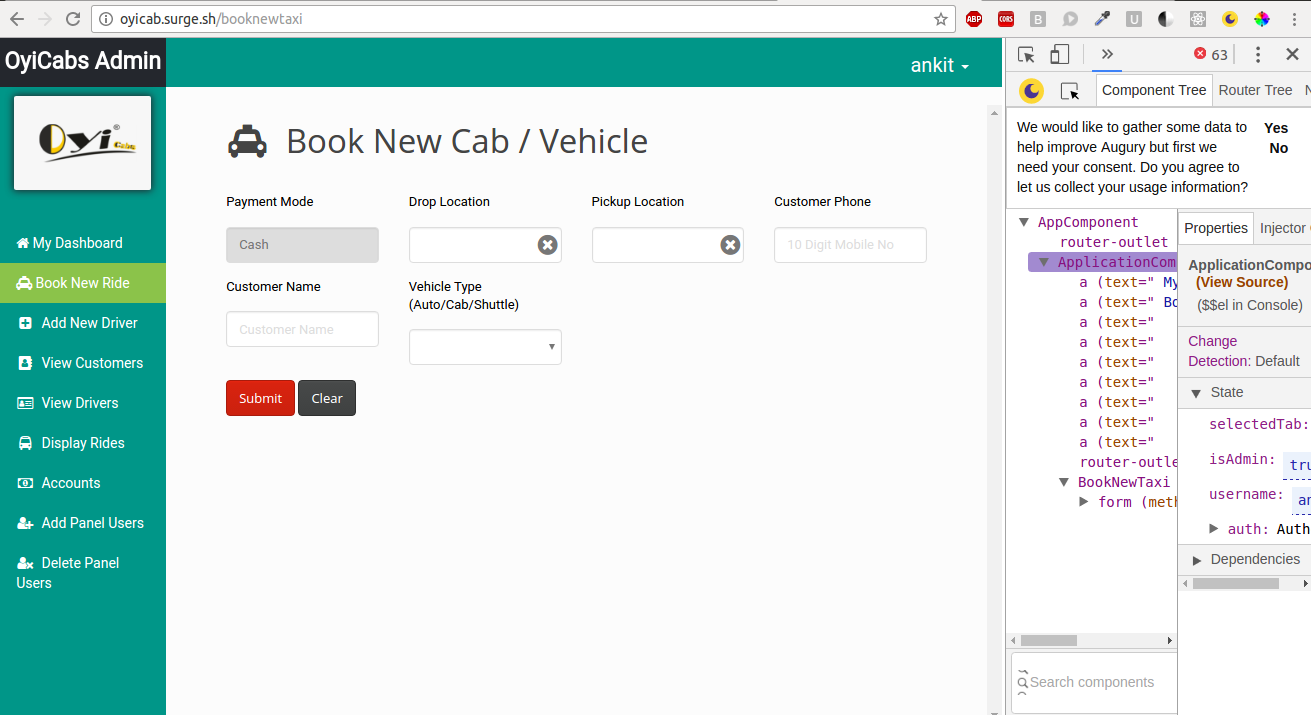 oyicab.surge.sh/booknewtaxi
ABP
CORS
B
U
OyiCabs Admin
ankit
63
Component Tree
Router Tree
N
Oyi® Cabs
We would like to gather some data to
help improve Augury but first we
need your consent. Do you agree to
let us collect your usage information?
Yes
No
Book New Cab / Vehicle
Payment Mode
Drop Location
Pickup Location
Customer Phone
Cash
10 Digit Mobile No
Customer Name
Vehicle Type
(Auto/Cab/Shuttle)
Customer Name
Submit
Clear
My Dashboard
Book New Ride
Add New Driver
View Customers
View Drivers
Display Rides
Accounts
Add Panel Users
Delete Panel
Users
AppComponent
router-outlet
ApplicationCom
a (text=" My
a (text=" Bo
a (text="
a (text="
a (text="
a (text="
a (text="
a (text="
a (text="
router-outle
BookNewTaxi
form (meth
Search components
Properties
Injector
ApplicationCompo
(View Source)
($$el in Console)
Change
Detection: Default
State
selectedTab:
isAdmin: tru
username: an
auth: Auth
Dependencies